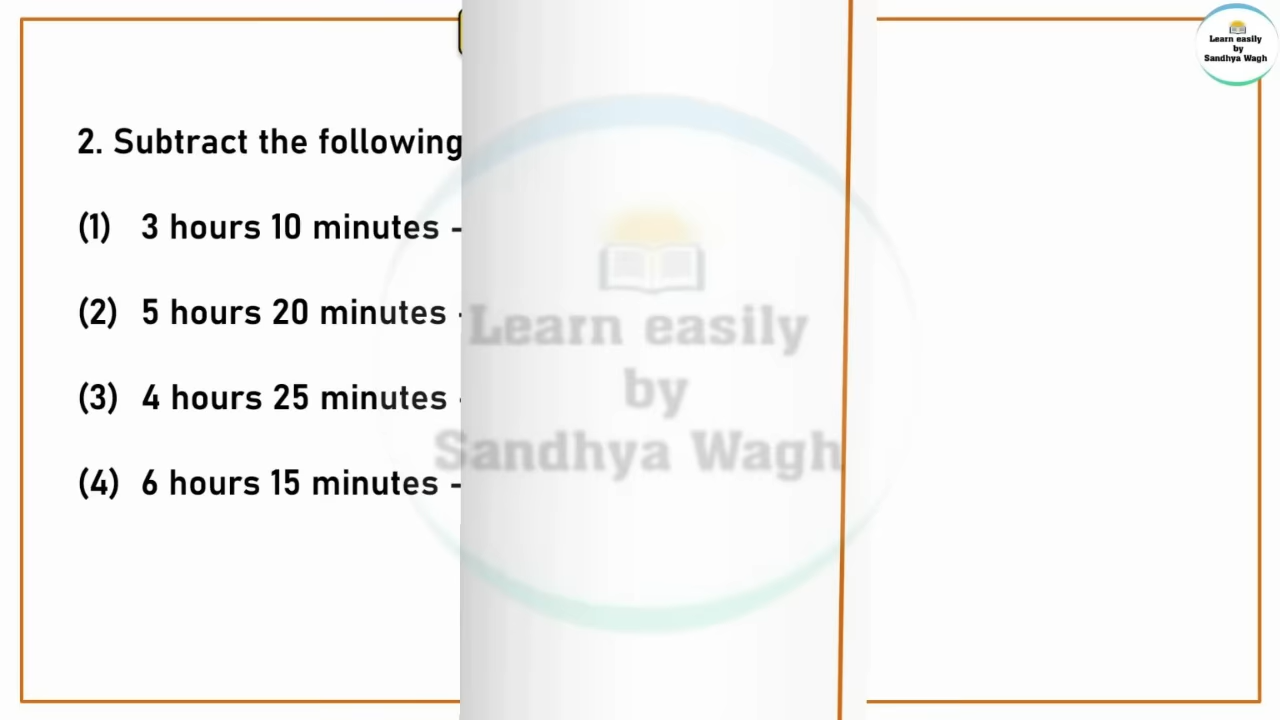 Learn easily
by
Sandhya Wagh
2. Subtract the following
(1) 3 hours 10 minutes -
(2) 5 hours 20 minutes -
(3) 4 hours 25 minutes -
(4) 6 hours 15 minutes -
Learn easily
by
Sandhya Wagh